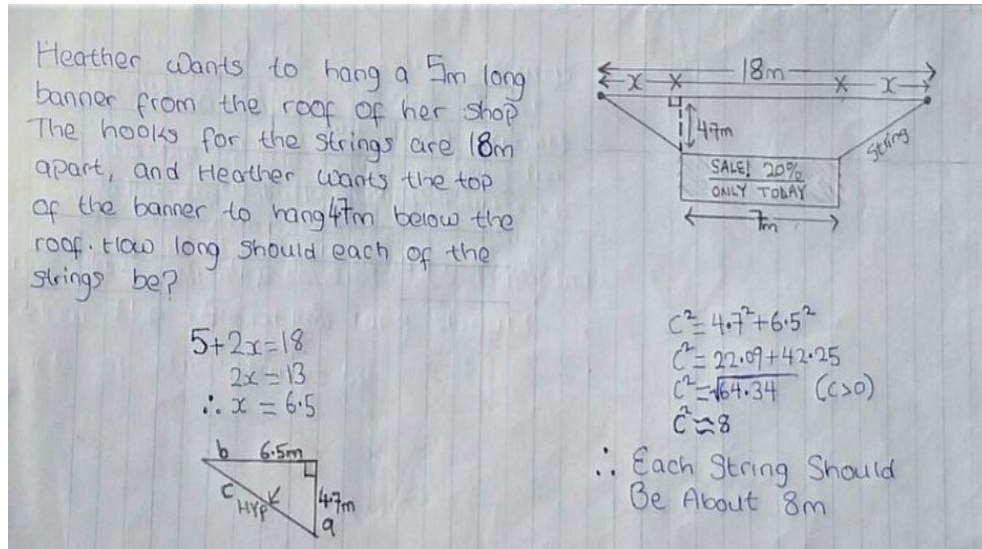 Heather wants to hang a 5m long
banner from the roof of her shop
The hooks for the strings are 18m
apart, and Heather wants the top
of the banner to hang 4.7m below the
roof. How long should each of the
strings be?
18m
x x x x
4.7m
String
SALE! 20%
ONLY TODAY
7m
5+2x=18
2x=13
∴ x = 6.5
b 6.5m
c
HYP
4.7m
a
C²=4.7²+6.5²
C²=22.09+42.25
C²=√64.34 (C>0)
C²≈8
∴ Each String Should
Be About 8m